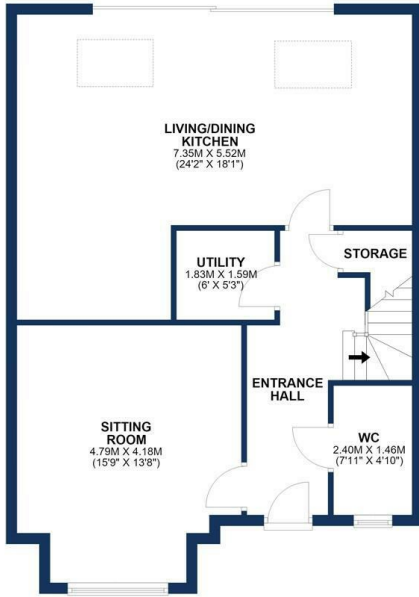 LIVING/DINING
KITCHEN
7.35M X 5.52M
(24'2" X 18'1")
UTILITY
1.83M X 1.59M
(6' X 5'3")
STORAGE
ENTRANCE
HALL
SITTING
ROOM
4.79M X 4.18M
(15'9" X 13'8")
WC
2.40M X 1.46M
(7'11" X 4'10")